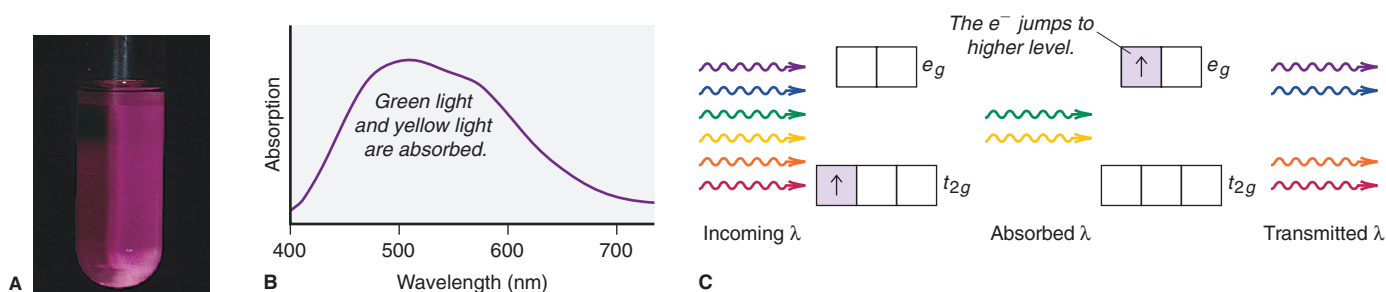 A
B
Absorption
Green light
and yellow light
are absorbed.
400
500
600
700
Wavelength (nm)
C
Incoming λ
e_g
t_2g
The e⁻ jumps to
higher level.
↑
↑
Absorbed λ
e_g
t_2g
Transmitted λ